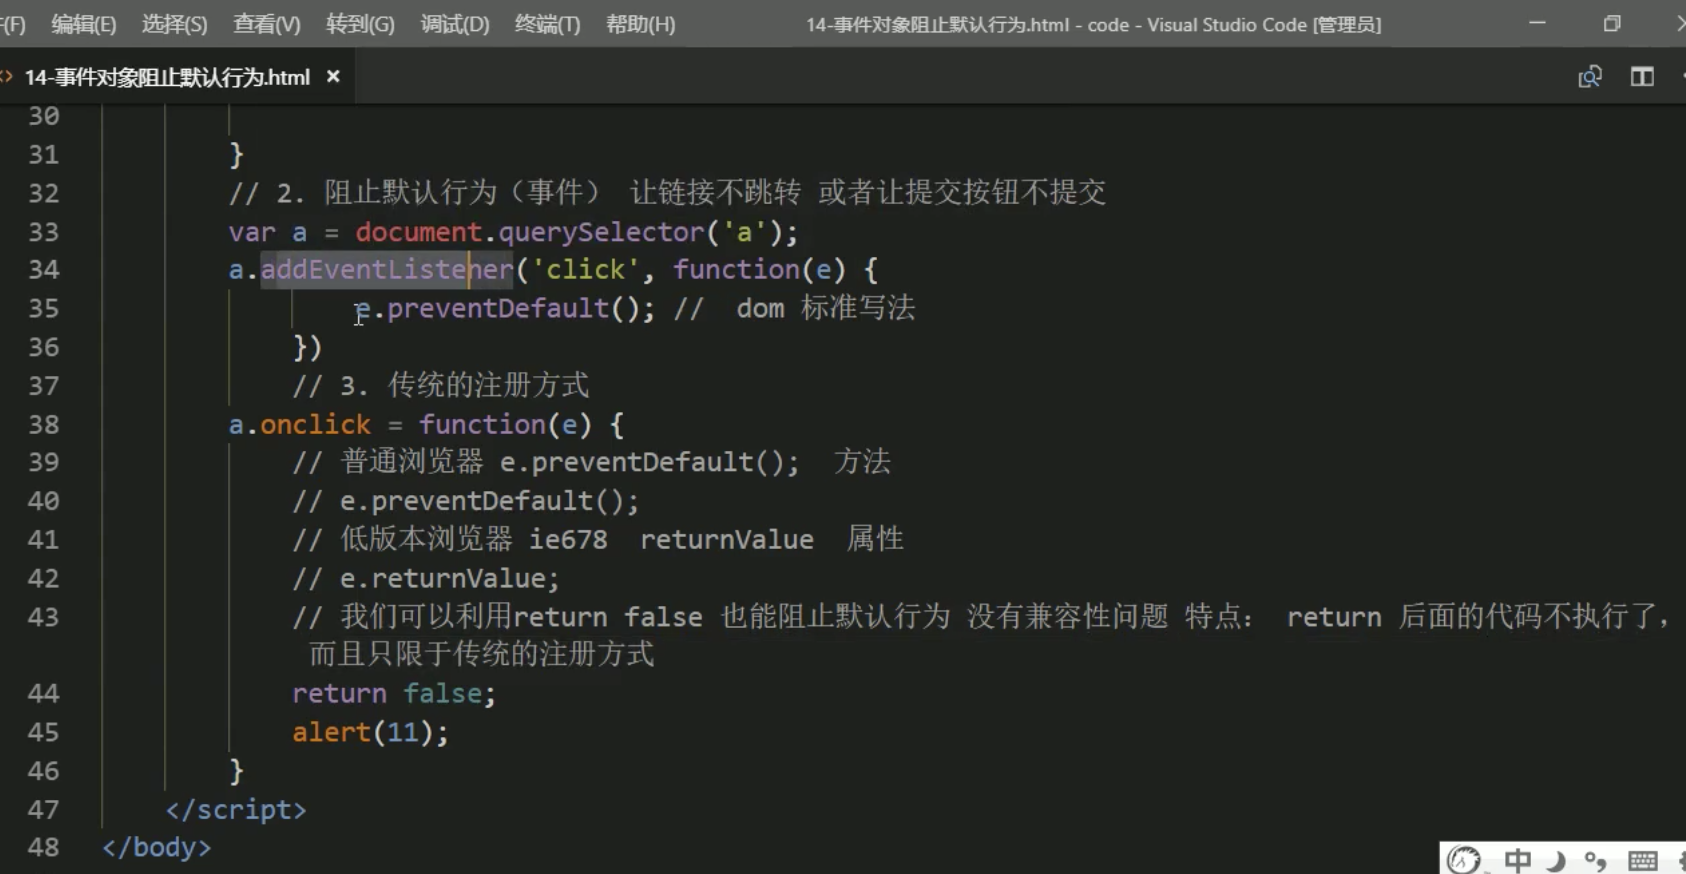 (F) 编辑(E) 选择(S) 查看(V) 转到(G) 调试(D) 终端(T) 帮助(H) 14-事件对象阻止默认行为.html - code - Visual Studio Code [管理员]
<> 14-事件对象阻止默认行为.html ×
30
31 }
32 // 2. 阻止默认行为（事件） 让链接不跳转 或者让提交按钮不提交
33 var a = document.querySelector('a');
34 a.addEventListener('click', function(e) {
35 e.preventDefault(); //  dom 标准写法
36 })
37 // 3. 传统的注册方式
38 a.onclick = function(e) {
39 // 普通浏览器 e.preventDefault();  方法
40 // e.preventDefault();
41 // 低版本浏览器 ie678  returnValue  属性
42 // e.returnValue;
43 // 我们可以利用return false 也能阻止默认行为 没有兼容性问题 特点： return 后面的代码不执行了，
而且只限于传统的注册方式
44 return false;
45 alert(11);
46 }
47 </script>
48 </body>
中